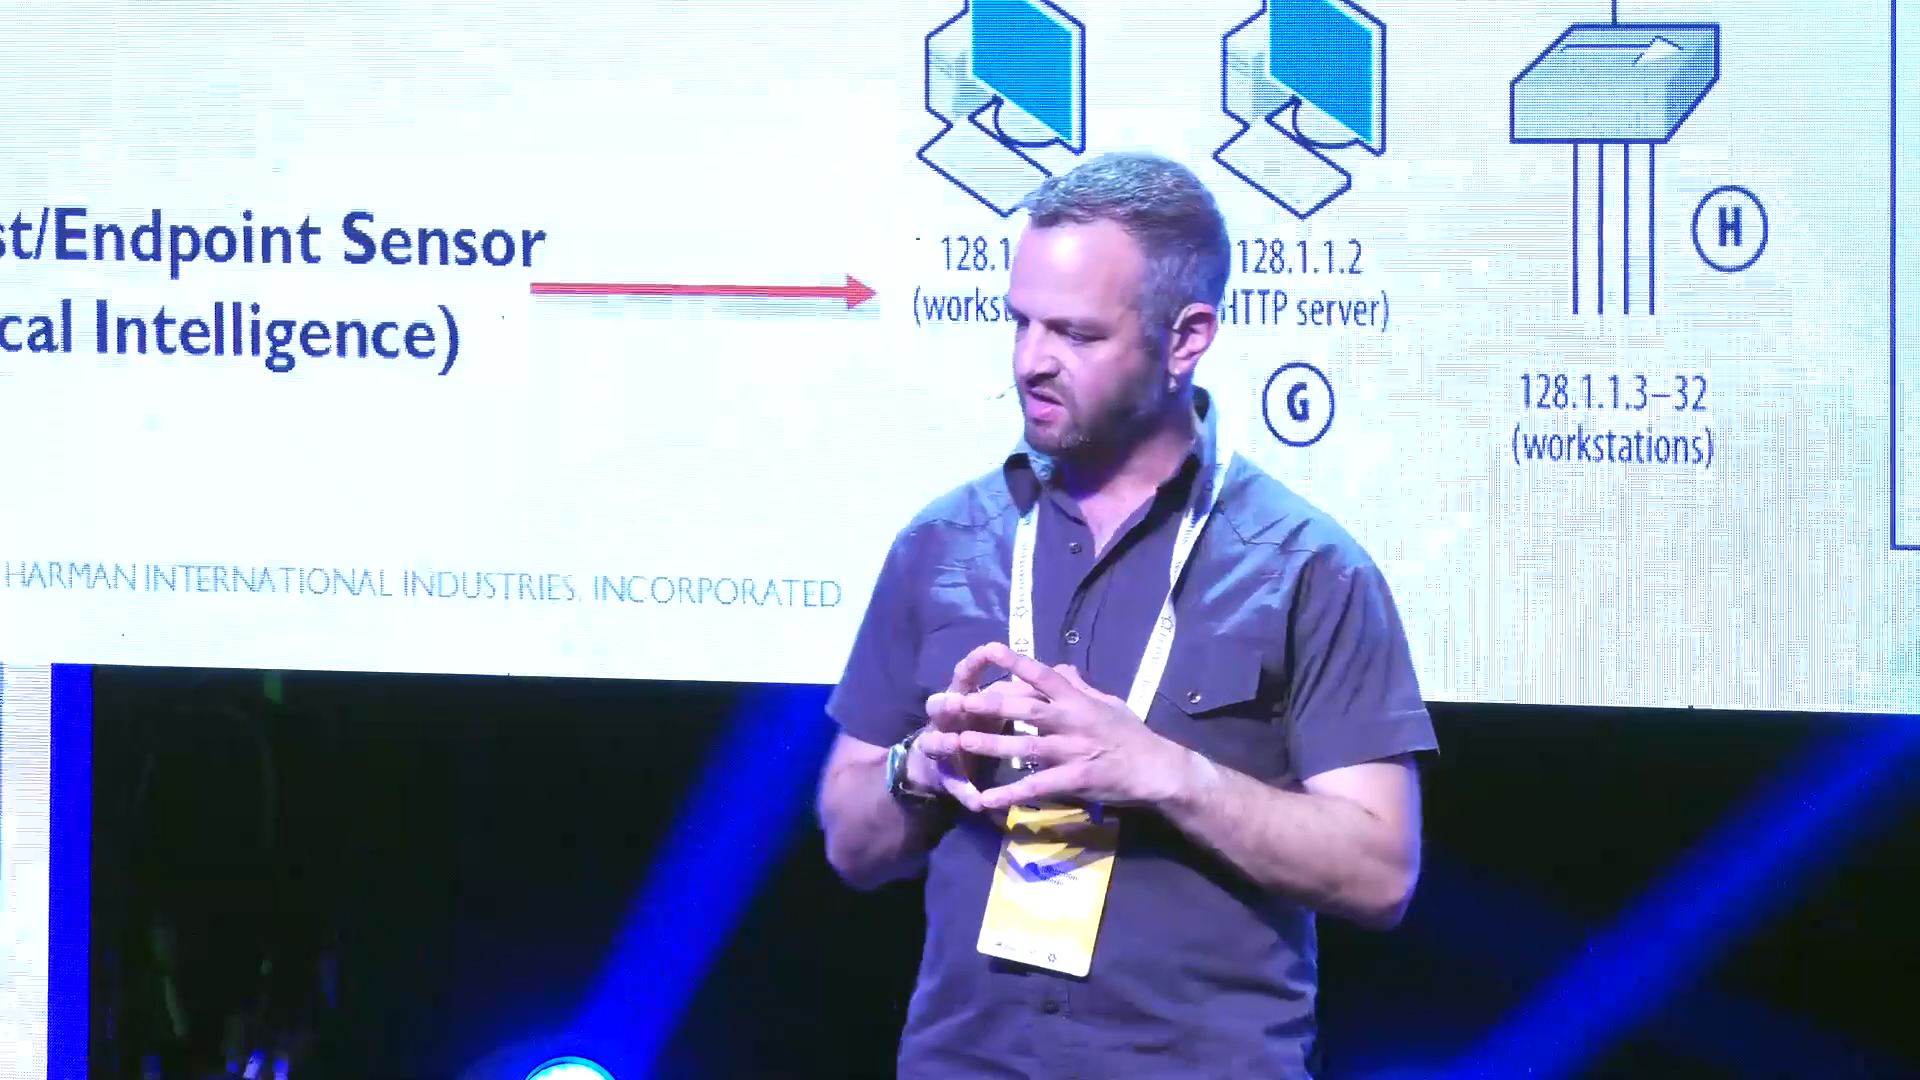 st/Endpoint Sensor
cal Intelligence)
128.1
(works
128.1.1.2
HTTP server)
G
H
128.1.1.3–32
(workstations)
HARMAN INTERNATIONAL INDUSTRIES, INCORPORATED